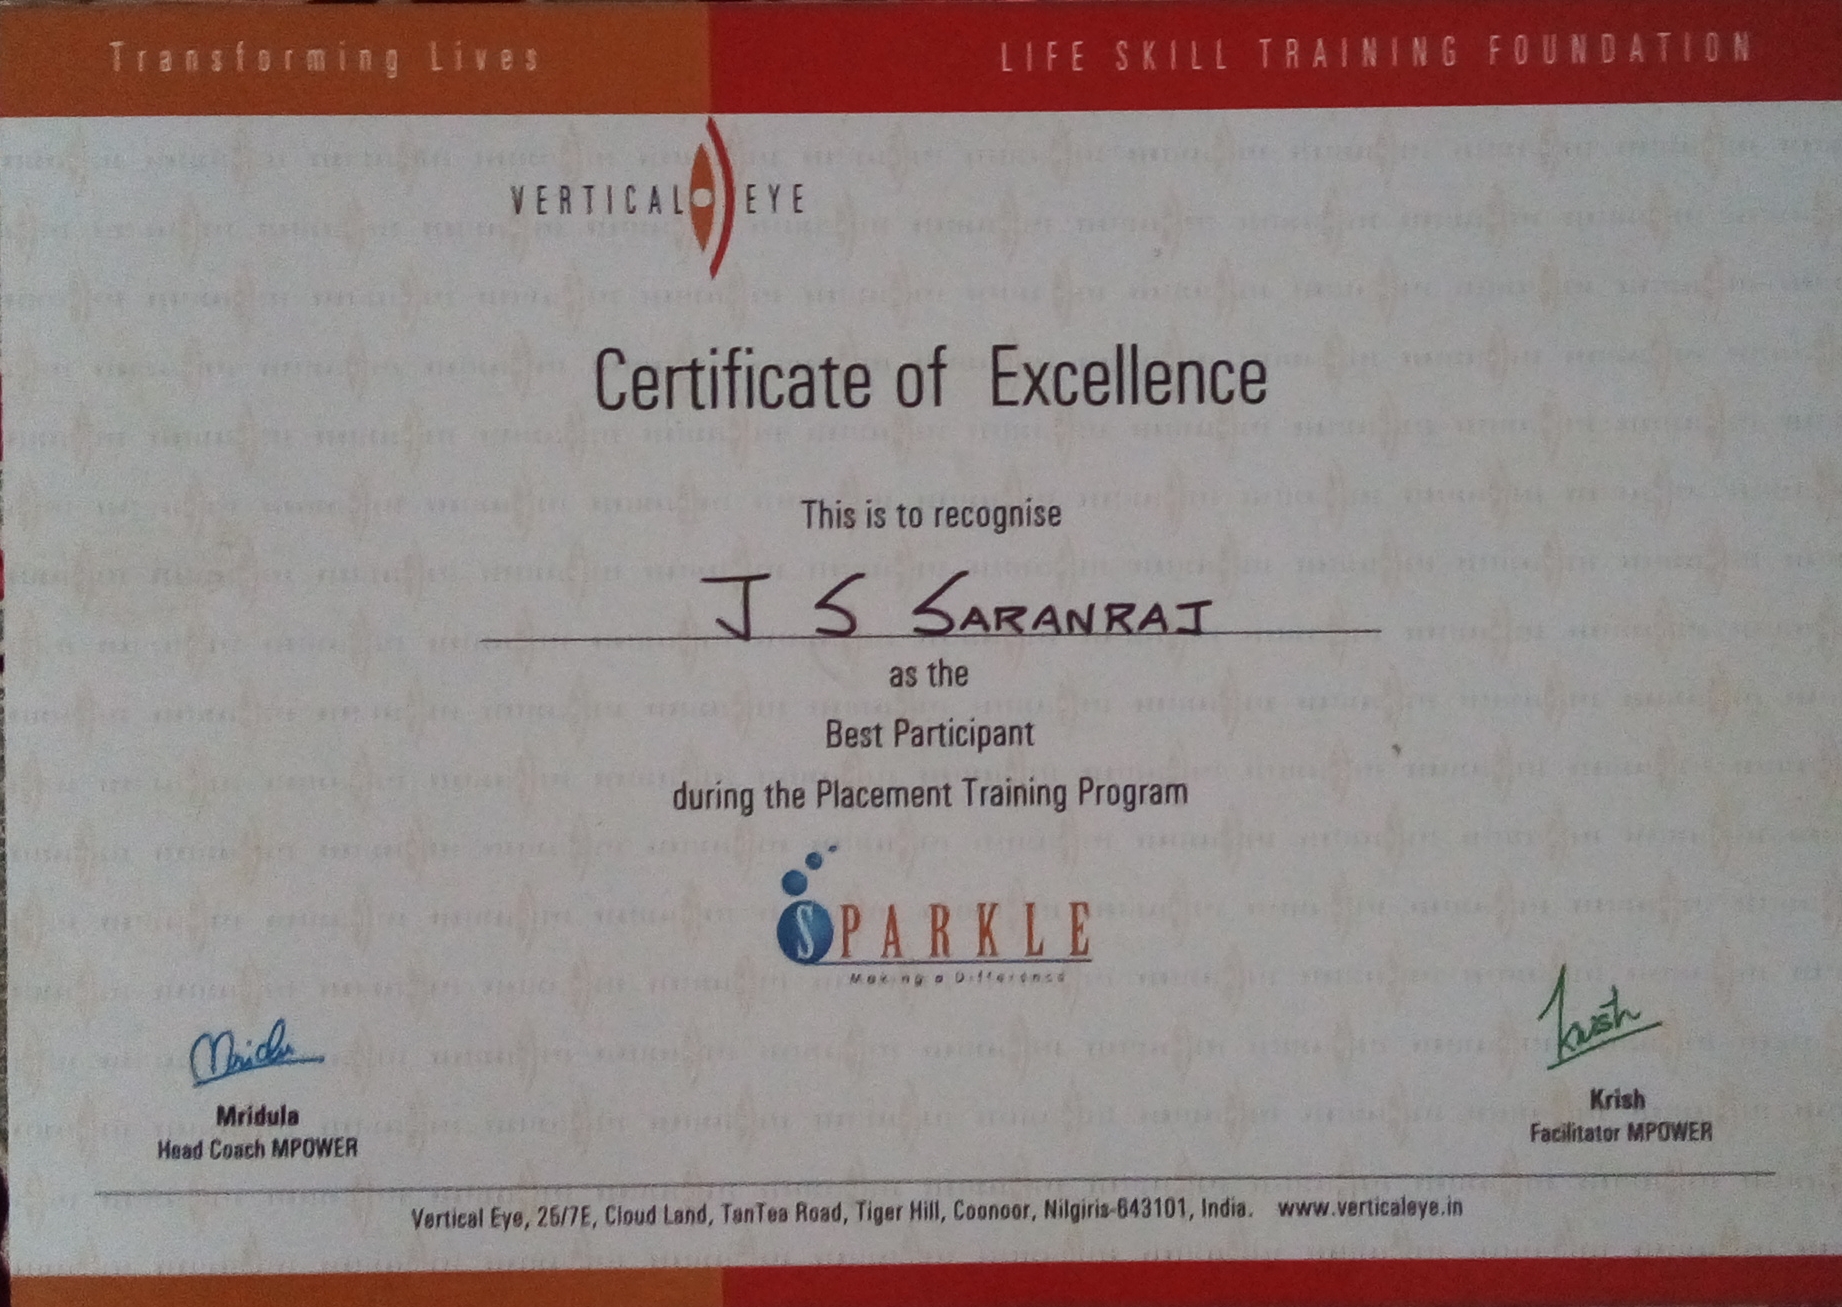 Transforming Lives
LIFE SKILL TRAINING FOUNDATION
VERTICAL EYE
Certificate of Excellence
This is to recognise
J S SARANRAJ
as the
Best Participant
during the Placement Training Program
SPARKLE
Making a Difference
Mridula
Krish
Mridula
Head Coach MPOWER
Krish
Facilitator MPOWER
Vertical Eye, 26/7E, Cloud Land, TanTea Road, Tiger Hill, Coonoor, Nilgiris-643101, India. www.verticaleye.in